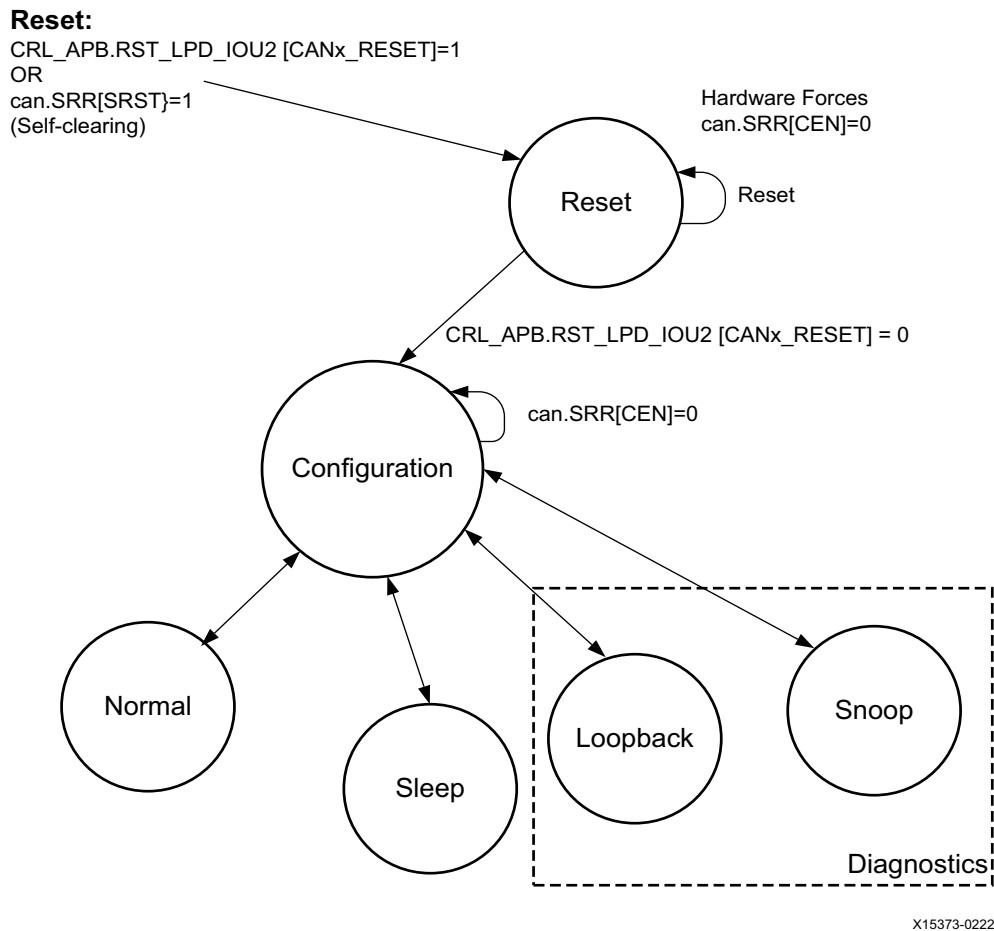 Reset:
CRL_APB.RST_LPD_IOU2 [CANx_RESET]=1
OR
can.SRR[SRST}=1
(Self-clearing)
Hardware Forces
can.SRR[CEN]=0
Reset
Reset
CRL_APB.RST_LPD_IOU2 [CANx_RESET] = 0
can.SRR[CEN]=0
Configuration
Normal
Sleep
Loopback
Snoop
Diagnostics
X15373-0222